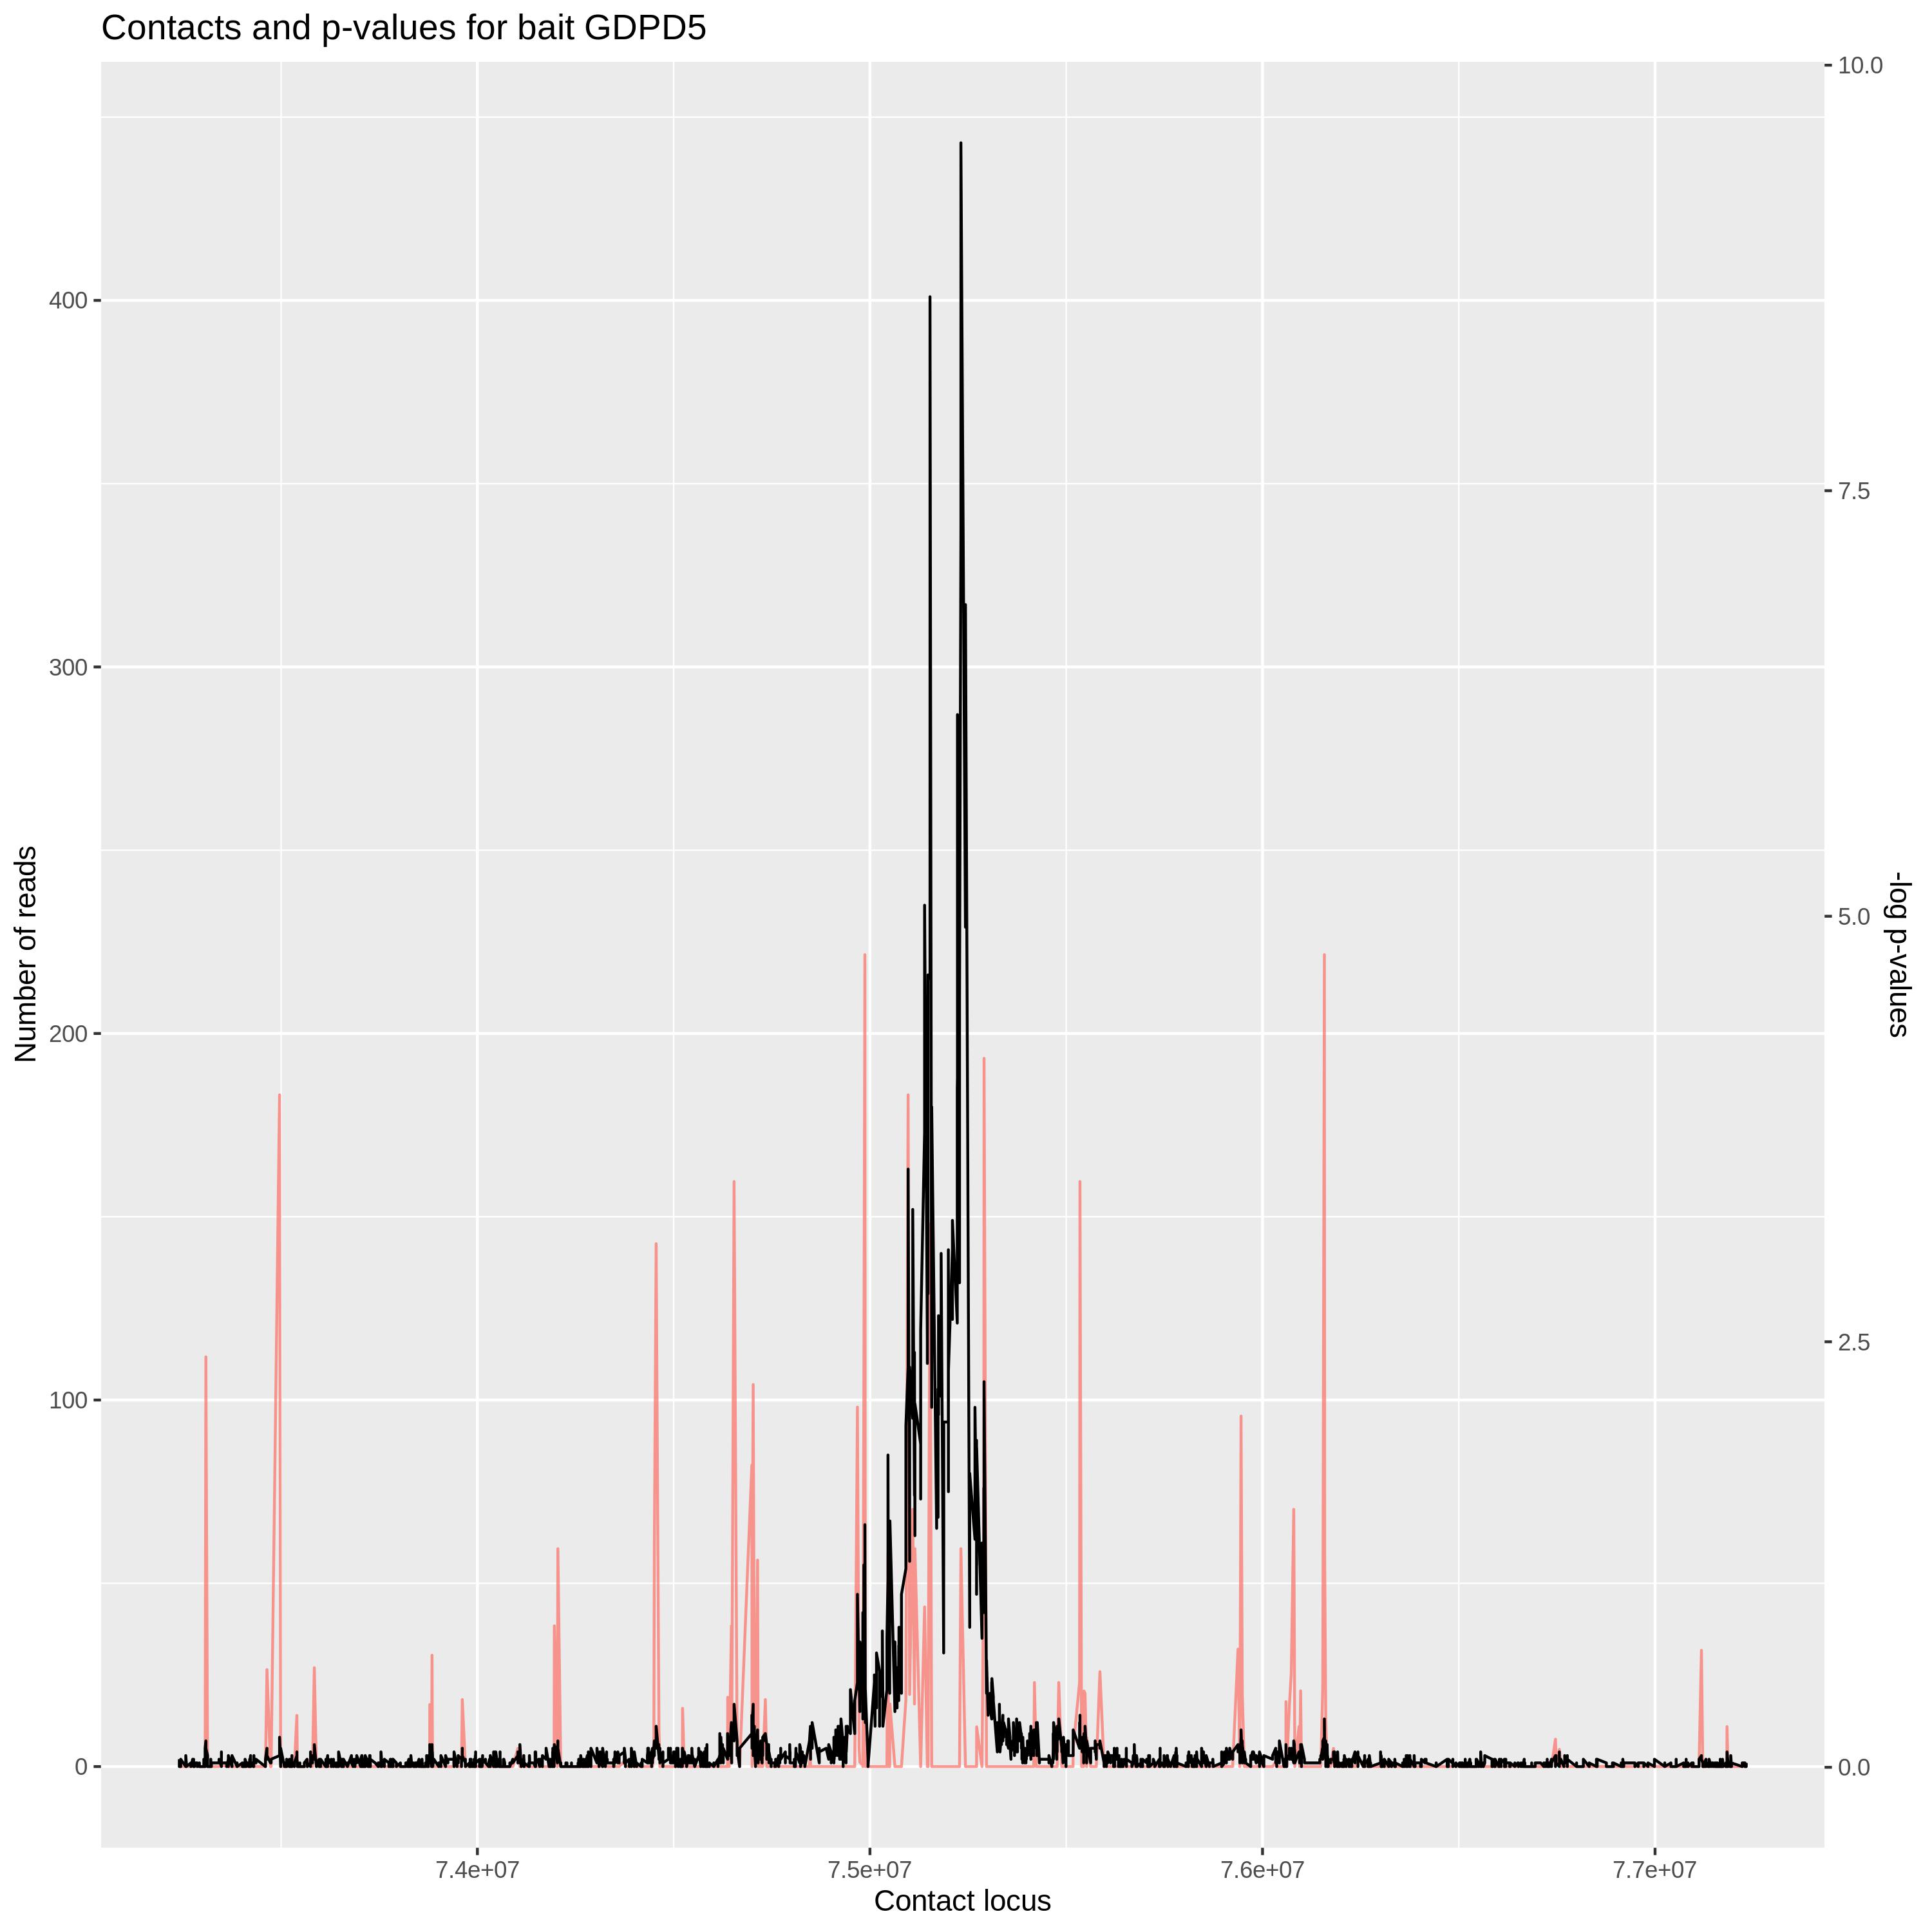 Contacts and p-values for bait GDPD5
Number of reads
400
300
200
100
0
10.0
7.5
5.0
2.5
0.0
-log p-values
7.4e+07
7.5e+07
7.6e+07
7.7e+07
Contact locus